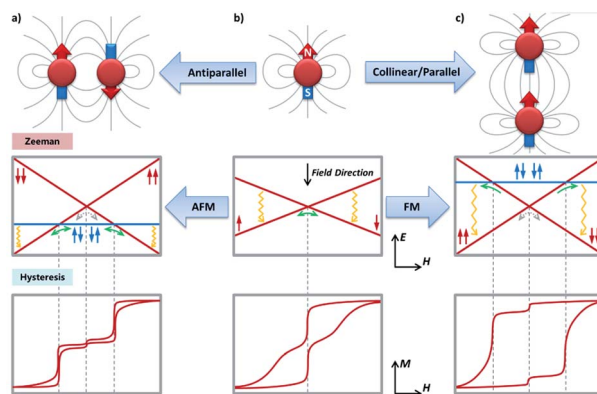 a)
b)
c)
N
S
Antiparallel
Collinear/Parallel
Zeeman
Field Direction
AFM
FM
E
H
Hysteresis
M
H